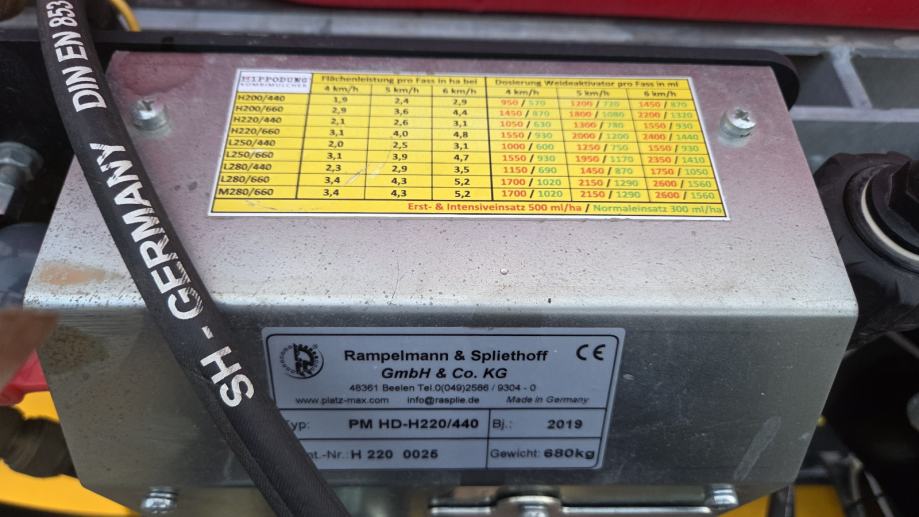 DIN EN 853
SH - GERMANY
HIPPODUNG
KOMBIMULCHER
Flächenleistung pro Fass in ha bei
Dosierung Weideaktivator pro Fass in ml
4 km/h 5 km/h 6 km/h 4 km/h 5 km/h 6 km/h
H200/440 1,9 2,4 2,9 950 / 570 1200 / 720 1450 / 870
H200/660 2,9 3,6 4,4 1450 / 870 1800 / 1080 2200 / 1320
H220/440 2,1 2,6 3,1 1050 / 630 1300 / 780 1550 / 930
H220/660 3,1 4,0 4,8 1550 / 930 2000 / 1200 2400 / 1440
L250/440 2,0 2,5 3,1 1000 / 600 1250 / 750 1550 / 930
L250/660 3,1 3,9 4,7 1550 / 930 1950 / 1170 2350 / 1410
L280/440 2,3 2,9 3,5 1150 / 690 1450 / 870 1750 / 1050
L280/660 3,4 4,3 5,2 1700 / 1020 2150 / 1290 2600 / 1560
M280/660 3,4 4,3 5,2 1700 / 1020 2150 / 1290 2600 / 1560
Erst- & Intensiveinsatz 500 ml/ha / Normaleinsatz 300 ml/ha
Rampelmann & Spliethoff
GmbH & Co. KG
CE
48361 Beelen Tel.0(049)2586 / 9304 - 0
www.platz-max.com info@rasplie.de Made in Germany
yp: PM HD-H220/440 Bj.: 2019
nt.-Nr.: H 220 0025 Gewicht: 680kg